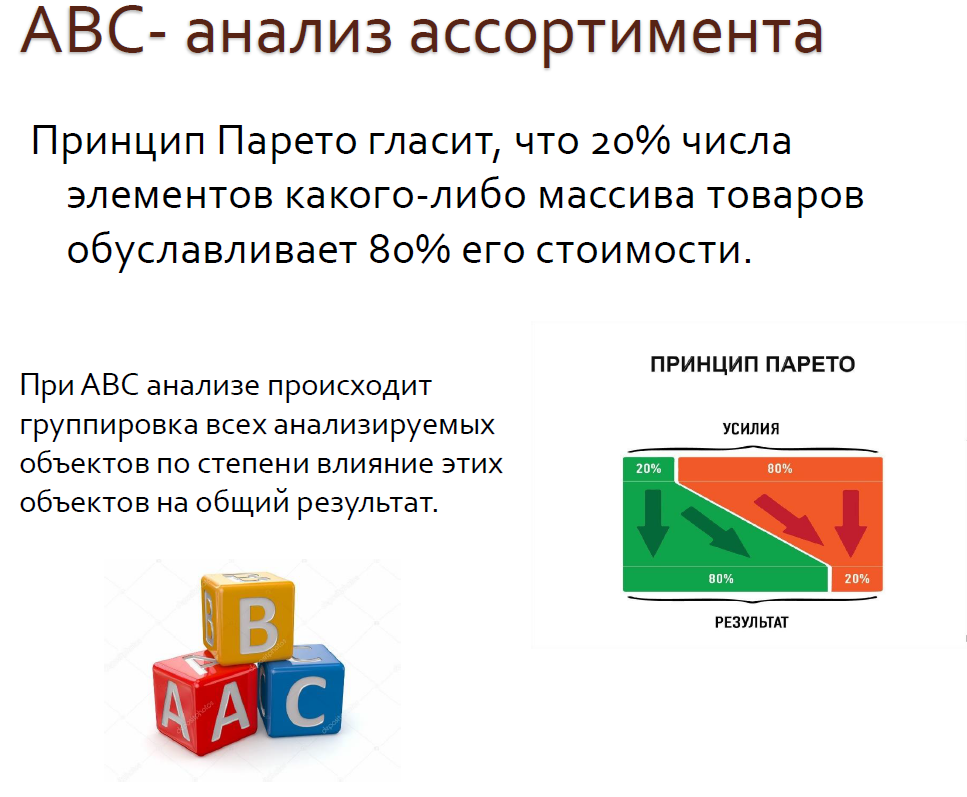 АВС- анализ ассортимента
Принцип Парето гласит, что 20% числа
элементов какого-либо массива товаров
обуславливает 80% его стоимости.
При АВС анализе происходит
группировка всех анализируемых
объектов по степени влияние этих
объектов на общий результат.
ПРИНЦИП ПАРЕТО
УСИЛИЯ
20% 80%
80% 20%
РЕЗУЛЬТАТ
B
B B
A
A A
C
C